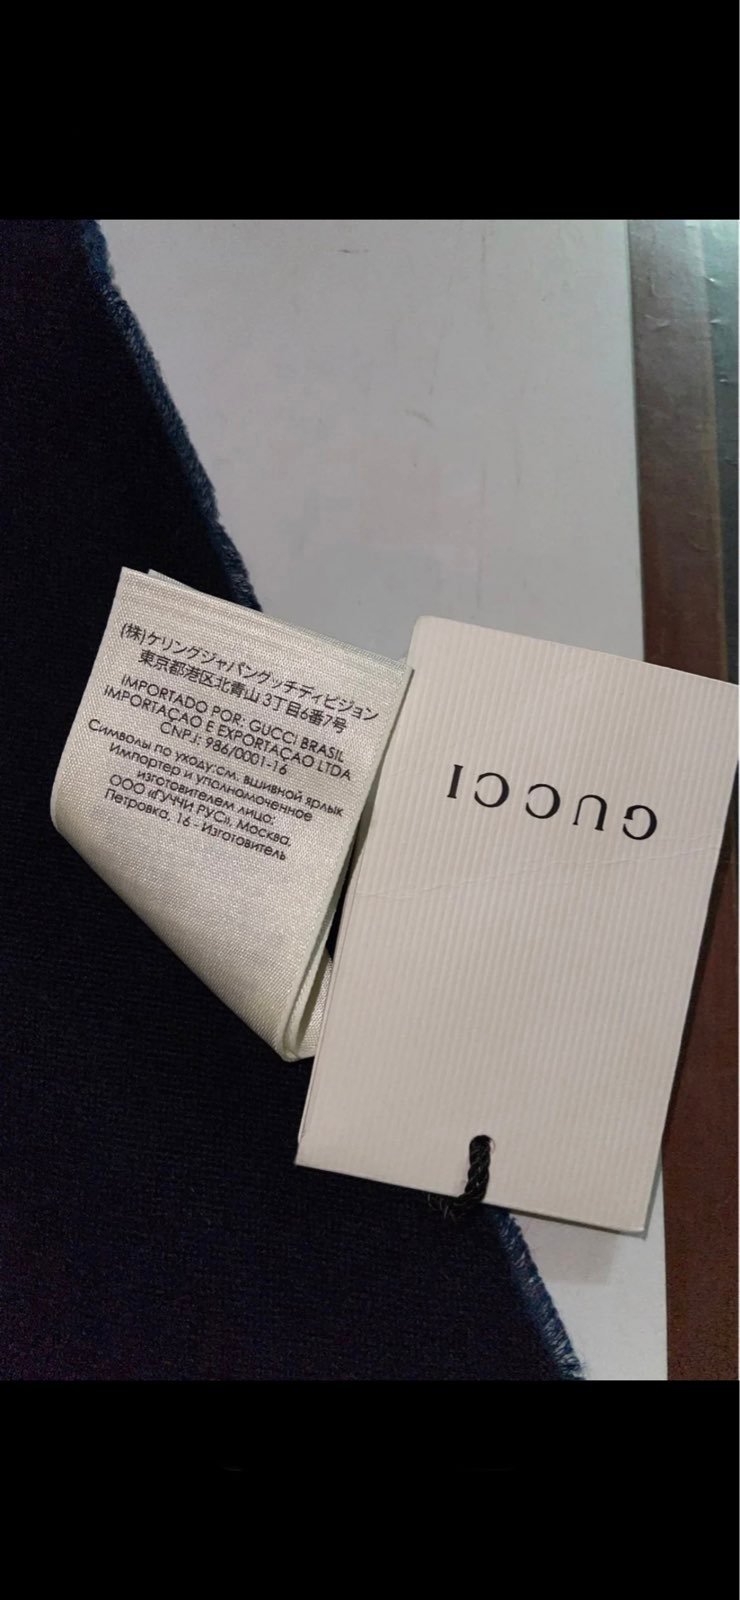 (株)ケリングジャパングッチディビジョン
東京都港区北青山 3丁目6番7号
IMPORTADO POR: GUCCI BRASIL
IMPORTAÇAO E EXPORTAÇAO LTDA
CNPJ: 986/0001-16
Символы по уходу:см. вшивной ярлык
Импортер и уполномоченное
изготовителем лицо:
ООО «ГУЧЧИ РУС», Москва,
Петровка, 16 - Изготовитель
GUCCI